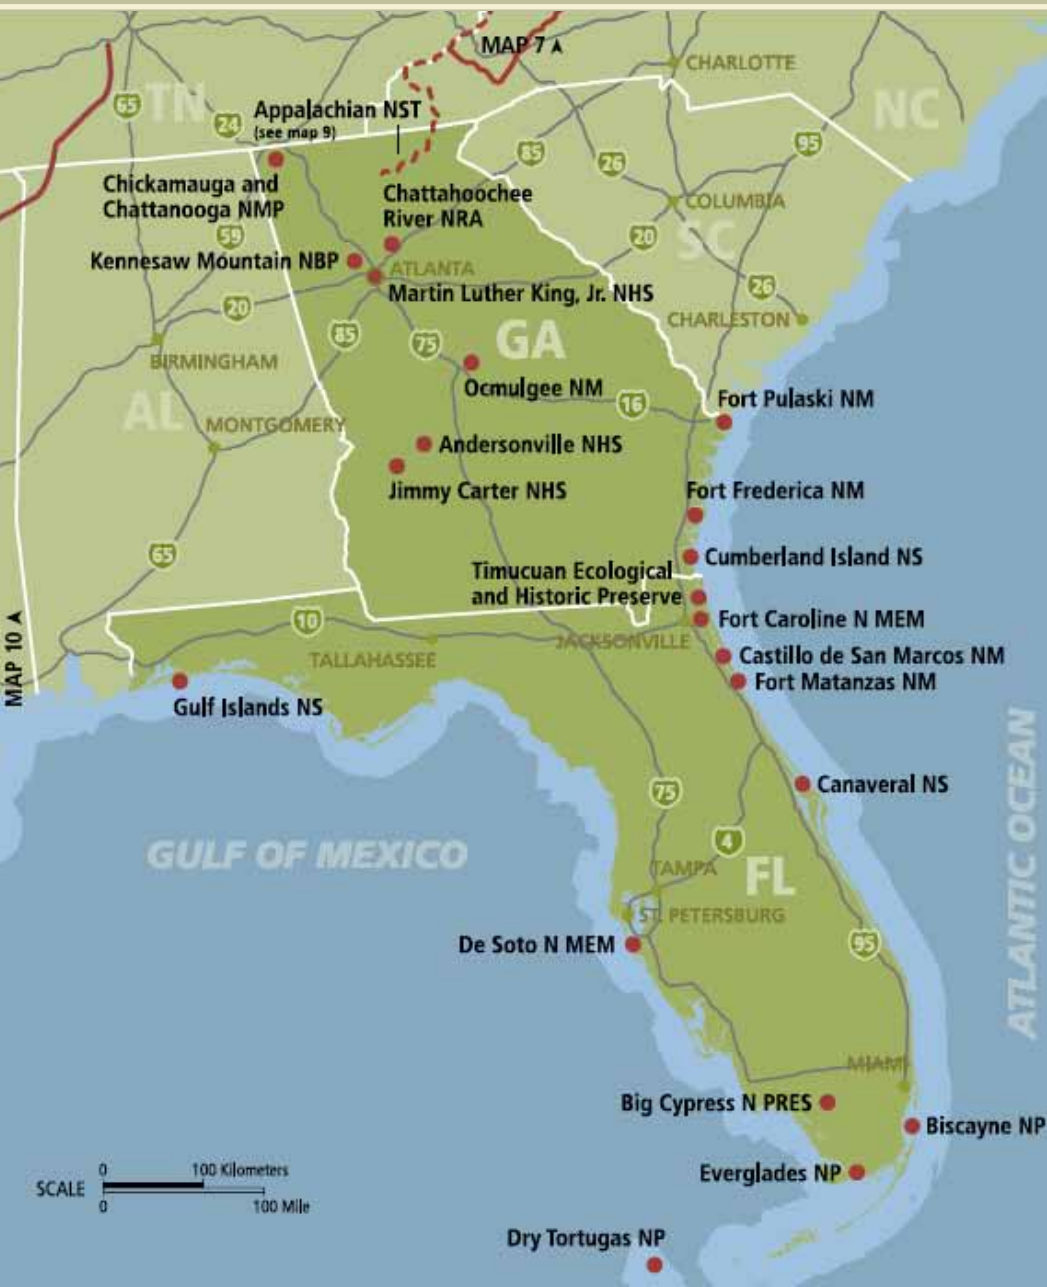 MAP 7 ▲
CHARLOTTE
NC
65
TN
24
Appalachian NST
(see map 9)
95
85
26
Chickamauga and
Chattanooga NMP
Chattahoochee
River NRA
COLUMBIA
59
20
SC
Kennesaw Mountain NBP
ATLANTA
Martin Luther King, Jr. NHS
26
20
CHARLESTON
85
75
GA
BIRMINGHAM
Ocmulgee NM
16
Fort Pulaski NM
AL
MONTGOMERY
Andersonville NHS
Jimmy Carter NHS
Fort Frederica NM
65
Cumberland Island NS
Timucuan Ecological
and Historic Preserve
MAP 10 ▲
10
Fort Caroline N MEM
JACKSONVILLE
TALLAHASSEE
Castillo de San Marcos NM
Fort Matanzas NM
Gulf Islands NS
ATLANTIC OCEAN
75
Canaveral NS
4
GULF OF MEXICO
TAMPA
FL
ST. PETERSBURG
De Soto N MEM
95
MIAMI
Big Cypress N PRES
Biscayne NP
Everglades NP
0 100 Kilometers
SCALE
0 100 Mile
Dry Tortugas NP